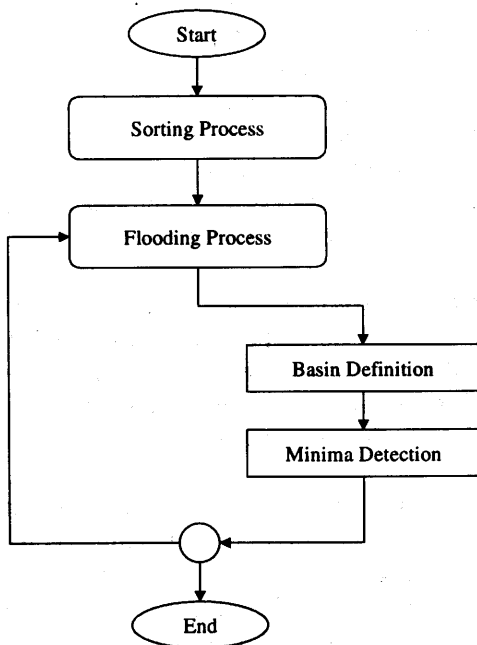 Start
Sorting Process
Flooding Process
Basin Definition
Minima Detection
End